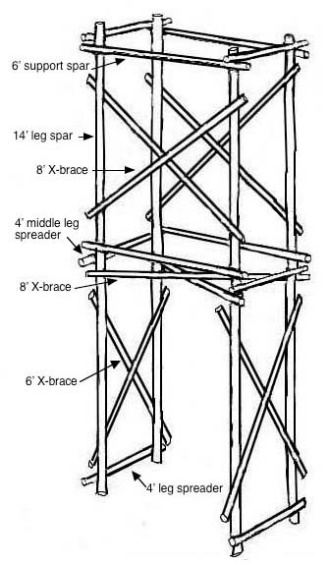 6' support spar
14' leg spar
8' X-brace
4' middle leg
spreader
8' X-brace
6' X-brace
4' leg spreader